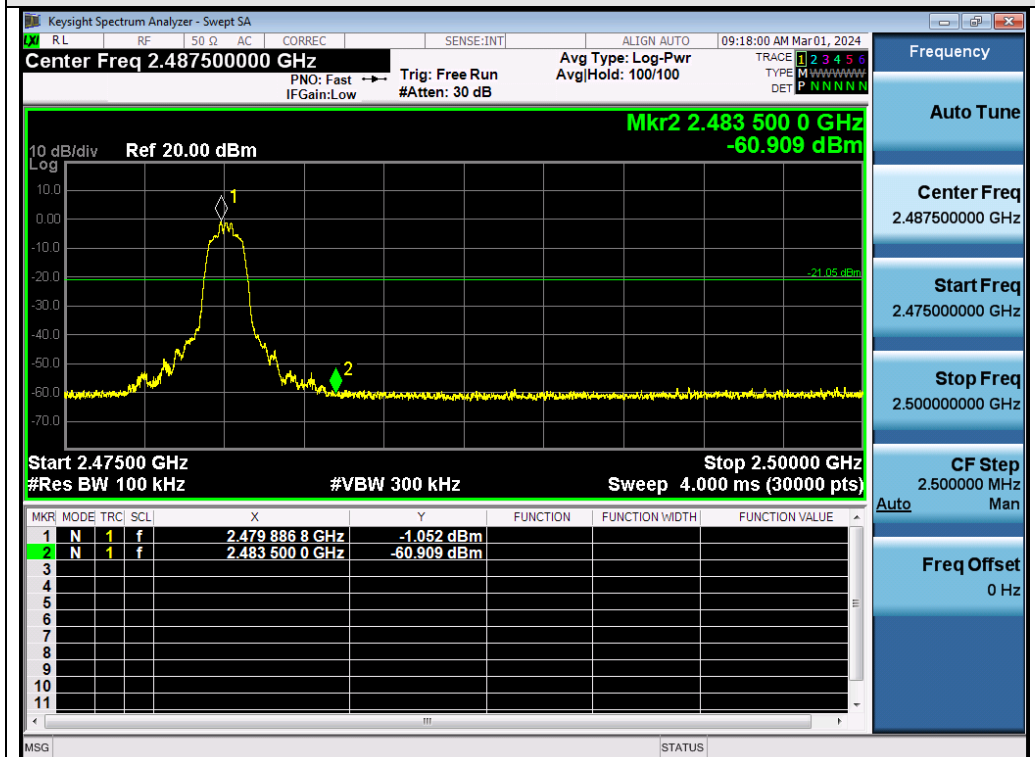 Keysight Spectrum Analyzer - Swept SA
LXI RL RF 50 Ω AC CORREC SENSE:INT ALIGN AUTO 09:18:00 AM Mar 01, 2024
Center Freq 2.487500000 GHz
PNO: Fast
IFGain:Low
Trig: Free Run
#Atten: 30 dB
Avg Type: Log-Pwr
Avg|Hold: 100/100
TRACE 1 2 3 4 5 6
TYPE M WWWWW
DET P N N N N N
Mkr2 2.483 500 0 GHz
-60.909 dBm
10 dB/div Ref 20.00 dBm
Log
10.0
0.00
-10.0
-20.0
-30.0
-40.0
-50.0
-60.0
-70.0
1
-21.05 dBm
2
Start 2.47500 GHz Stop 2.50000 GHz
#Res BW 100 kHz #VBW 300 kHz Sweep 4.000 ms (30000 pts)
MKR MODE TRC SCL X Y FUNCTION FUNCTION WIDTH FUNCTION VALUE
1 N 1 f 2.479 886 8 GHz -1.052 dBm
2 N 1 f 2.483 500 0 GHz -60.909 dBm
3
4
5
6
7
8
9
10
11
MSG STATUS
Frequency
Auto Tune
Center Freq
2.487500000 GHz
Start Freq
2.475000000 GHz
Stop Freq
2.500000000 GHz
CF Step
2.500000 MHz
Auto Man
Freq Offset
0 Hz